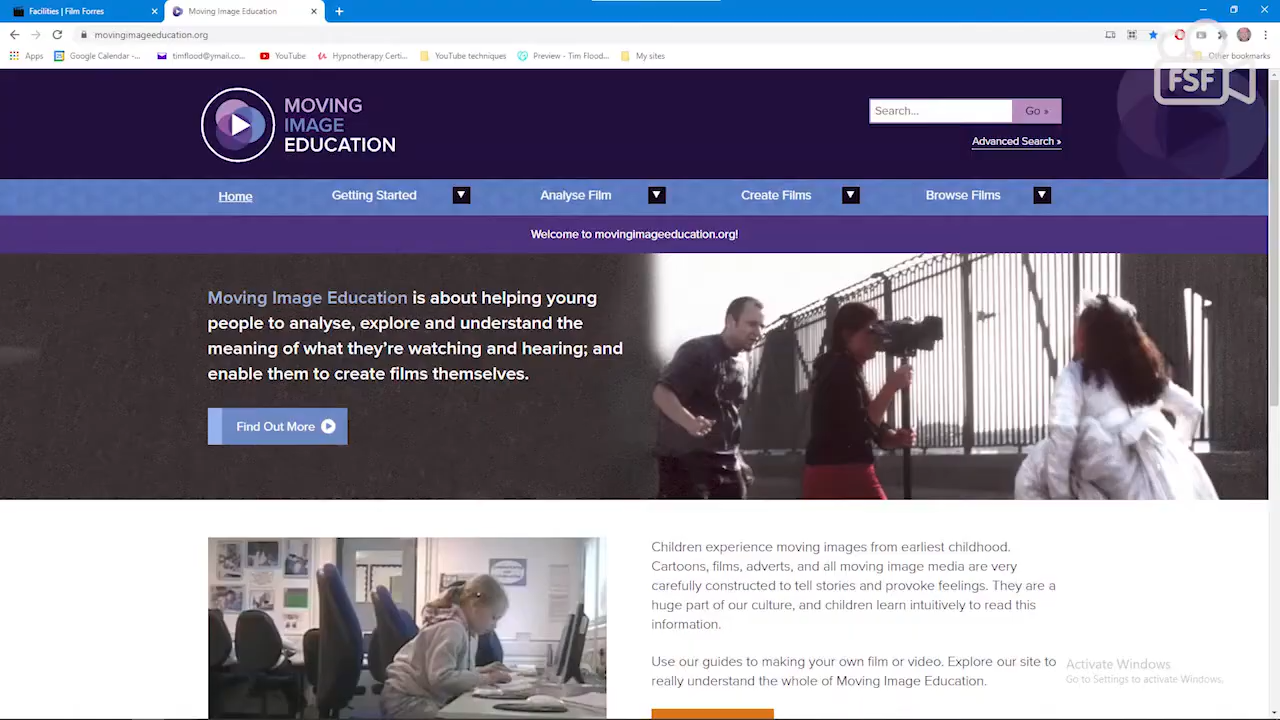 Facilities | Film Forres
Moving Image Education
movingimageeducation.org
Apps
Google Calendar -...
timflood@ymail.co...
YouTube
Hypnotherapy Certi...
YouTube techniques
Preview - Tim Flood...
My sites
Other bookmarks
FSF
MOVING
IMAGE
EDUCATION
Search...
Go »
Advanced Search »
Home
Getting Started
Analyse Film
Create Films
Browse Films
Welcome to movingimageeducation.org!
Moving Image Education is about helping young
people to analyse, explore and understand the
meaning of what they're watching and hearing; and
enable them to create films themselves.
Find Out More
Children experience moving images from earliest childhood.
Cartoons, films, adverts, and all moving image media are very
carefully constructed to tell stories and provoke feelings. They are a
huge part of our culture, and children learn intuitively to read this
information.
Use our guides to making your own film or video. Explore our site to
really understand the whole of Moving Image Education.
Activate Windows
Go to Settings to activate Windows.